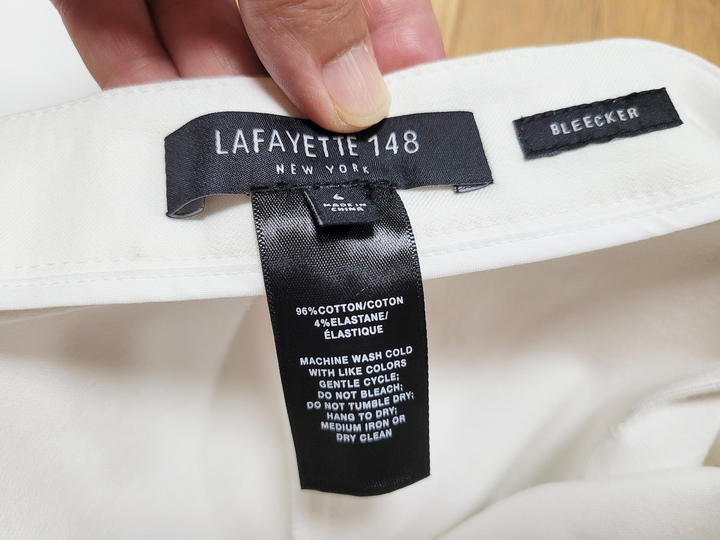 LAFAYETTE 148
NEW YORK
BLEECKER
4
MADE IN
CHINA
96%COTTON/COTON
4%ELASTANE/
ÉLASTIQUE
MACHINE WASH COLD
WITH LIKE COLORS
GENTLE CYCLE;
DO NOT BLEACH;
DO NOT TUMBLE DRY;
HANG TO DRY;
MEDIUM IRON OR
DRY CLEAN